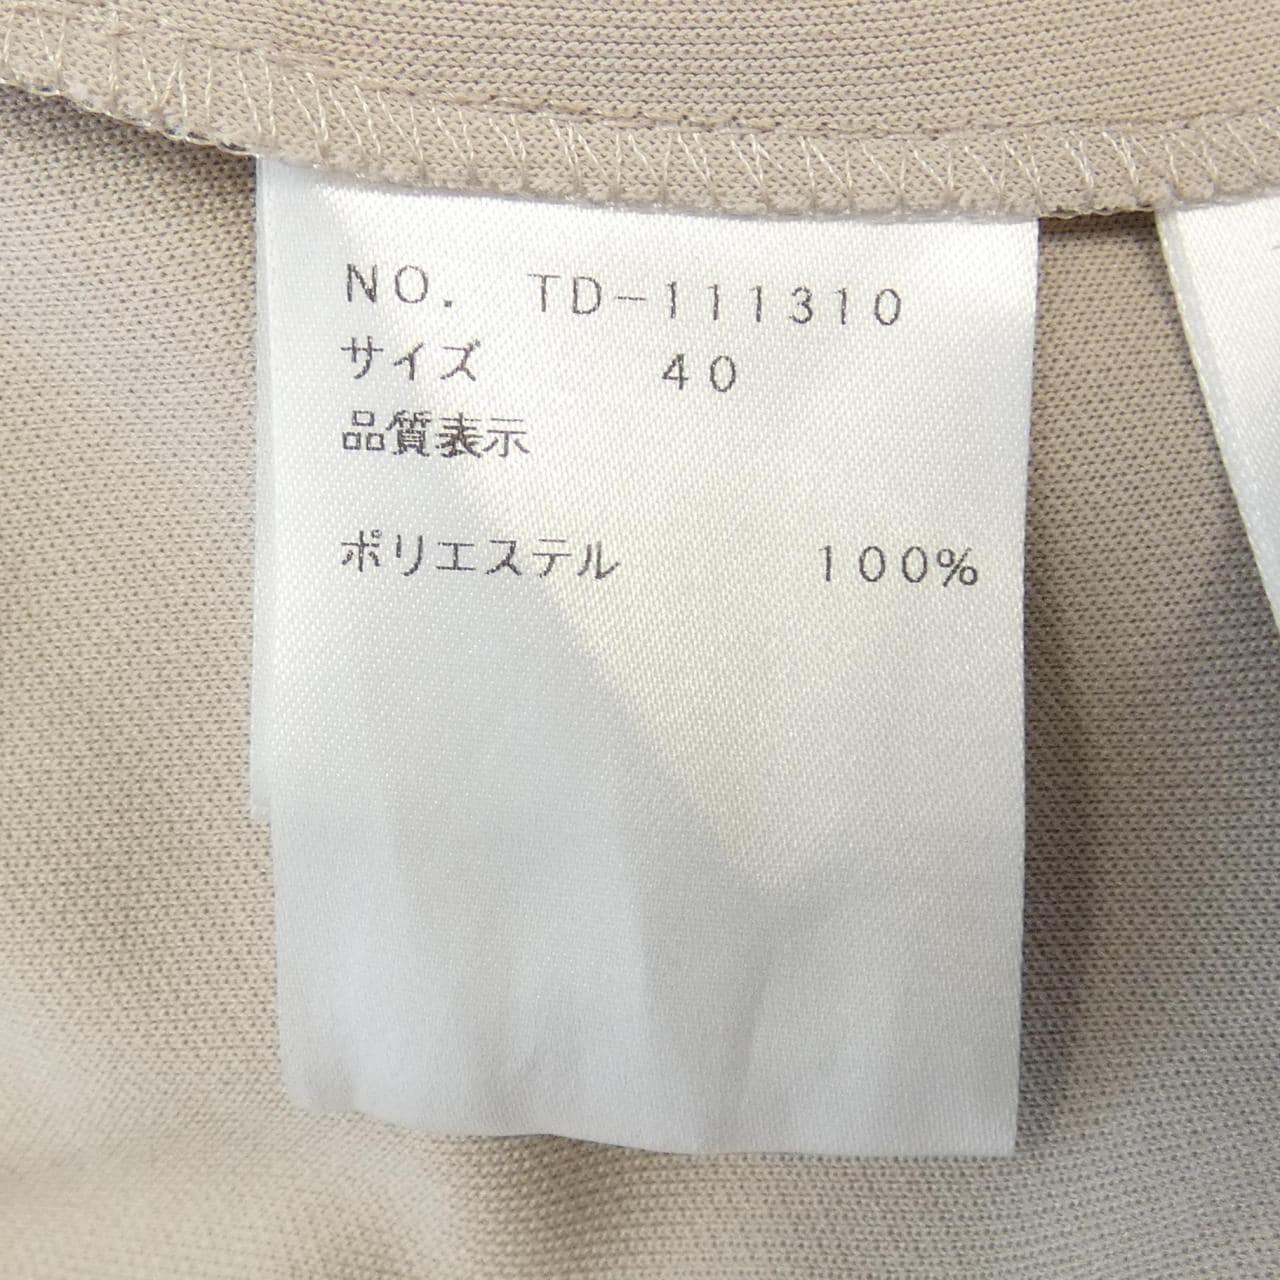 NO. TD-111310
サイズ 40
品質表示
ポリエステル 100%